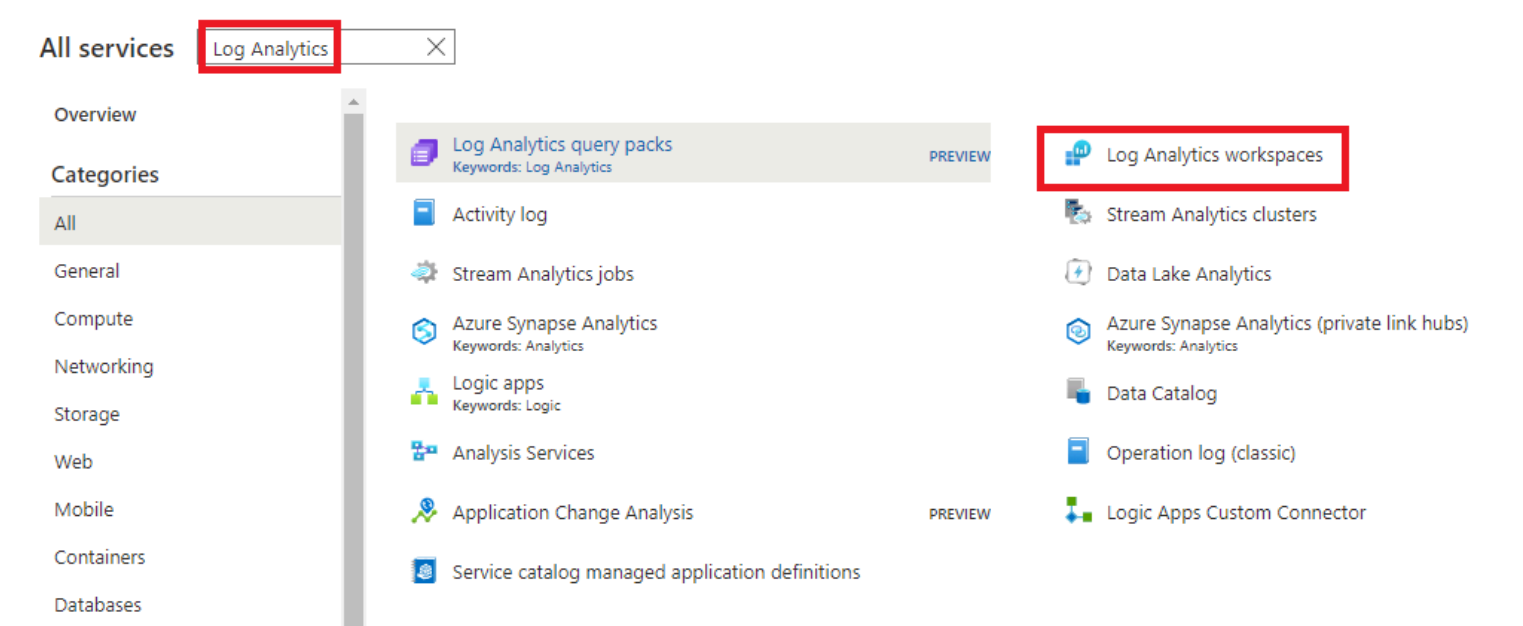 All services
Log Analytics
Overview
Categories
All
General
Compute
Networking
Storage
Web
Mobile
Containers
Databases
Log Analytics query packs
Keywords: Log Analytics
PREVIEW
Activity log
Stream Analytics jobs
Azure Synapse Analytics
Keywords: Analytics
Logic apps
Keywords: Logic
Analysis Services
Application Change Analysis
PREVIEW
Service catalog managed application definitions
Log Analytics workspaces
Stream Analytics clusters
Data Lake Analytics
Azure Synapse Analytics (private link hubs)
Keywords: Analytics
Data Catalog
Operation log (classic)
Logic Apps Custom Connector